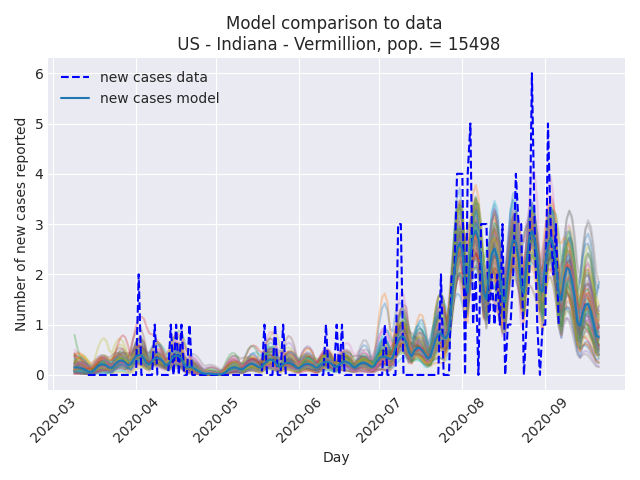 Model comparison to data
US - Indiana - Vermillion, pop. = 15498
new cases data
new cases model
Number of new cases reported
6
5
4
3
2
1
0
2020-03
2020-04
2020-05
2020-06
2020-07
2020-08
2020-09
Day